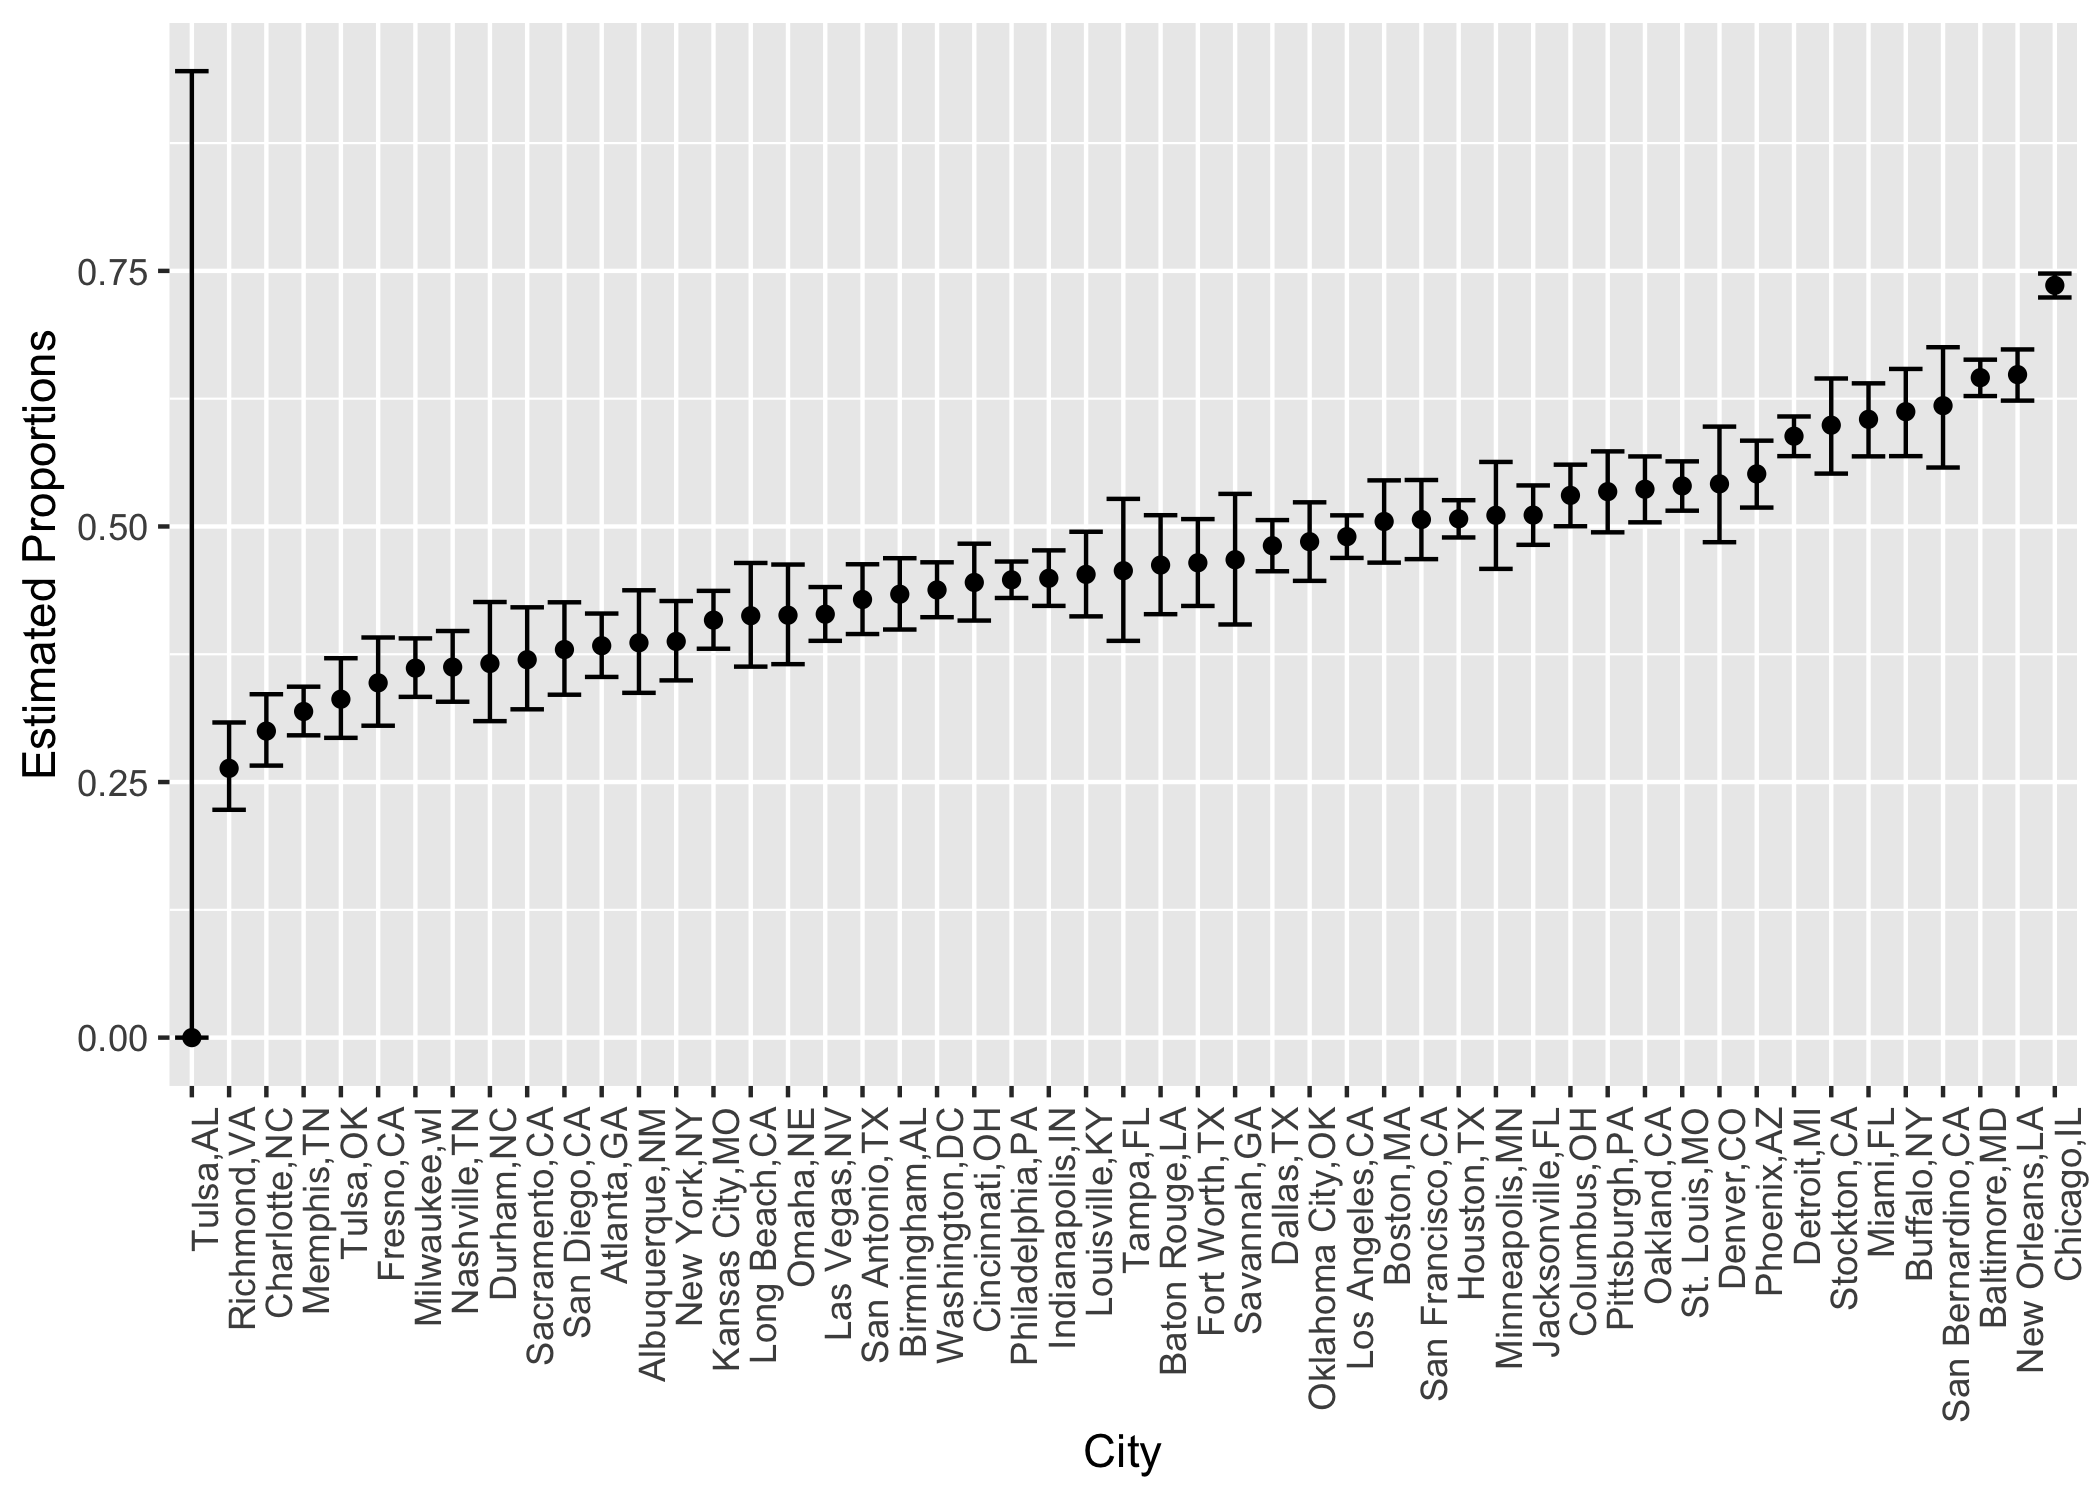 Estimated Proportions
0.75
0.50
0.25
0.00
Tulsa,AL
Richmond,VA
Charlotte,NC
Memphis,TN
Tulsa,OK
Fresno,CA
Milwaukee,wI
Nashville,TN
Durham,NC
Sacramento,CA
San Diego,CA
Atlanta,GA
Albuquerque,NM
New York,NY
Kansas City,MO
Long Beach,CA
Omaha,NE
Las Vegas,NV
San Antonio,TX
Birmingham,AL
Washington,DC
Cincinnati,OH
Philadelphia,PA
Indianapolis,IN
Louisville,KY
Tampa,FL
Baton Rouge,LA
Fort Worth,TX
Savannah,GA
Dallas,TX
Oklahoma City,OK
Los Angeles,CA
Boston,MA
San Francisco,CA
Houston,TX
Minneapolis,MN
Jacksonville,FL
Columbus,OH
Pittsburgh,PA
Oakland,CA
St. Louis,MO
Denver,CO
Phoenix,AZ
Detroit,MI
Stockton,CA
Miami,FL
Buffalo,NY
San Bernardino,CA
Baltimore,MD
New Orleans,LA
Chicago,IL
City